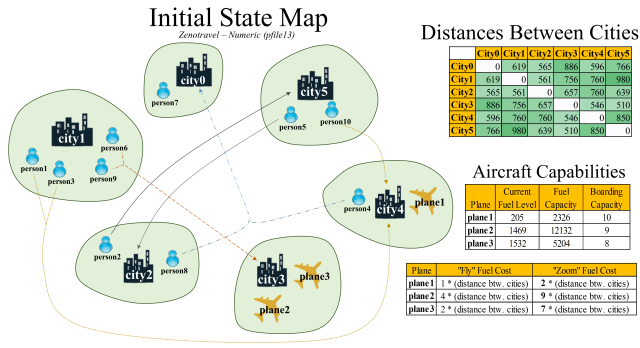 Initial State Map
Zenotravel – Numeric (pfile13)
city0
person7
city5
person5
person10
city1
person6
person1
person3
person9
person4
city4
plane1
person2
city2
person8
city3
plane3
plane2
Distances Between Cities
City0 City1 City2 City3 City4 City5
City0 0 619 565 886 596 766
City1 619 0 561 756 760 980
City2 565 561 0 657 760 639
City3 886 756 657 0 546 510
City4 596 760 760 546 0 850
City5 766 980 639 510 850 0
Aircraft Capabilities
Plane Current Fuel Level Fuel Capacity Boarding Capacity
plane1 205 2326 10
plane2 1469 12132 9
plane3 1532 5204 8
Plane "Fly" Fuel Cost "Zoom" Fuel Cost
plane1 1 * (distance btw. cities) 2 * (distance btw. cities)
plane2 4 * (distance btw. cities) 9 * (distance btw. cities)
plane3 2 * (distance btw. cities) 7 * (distance btw. cities)